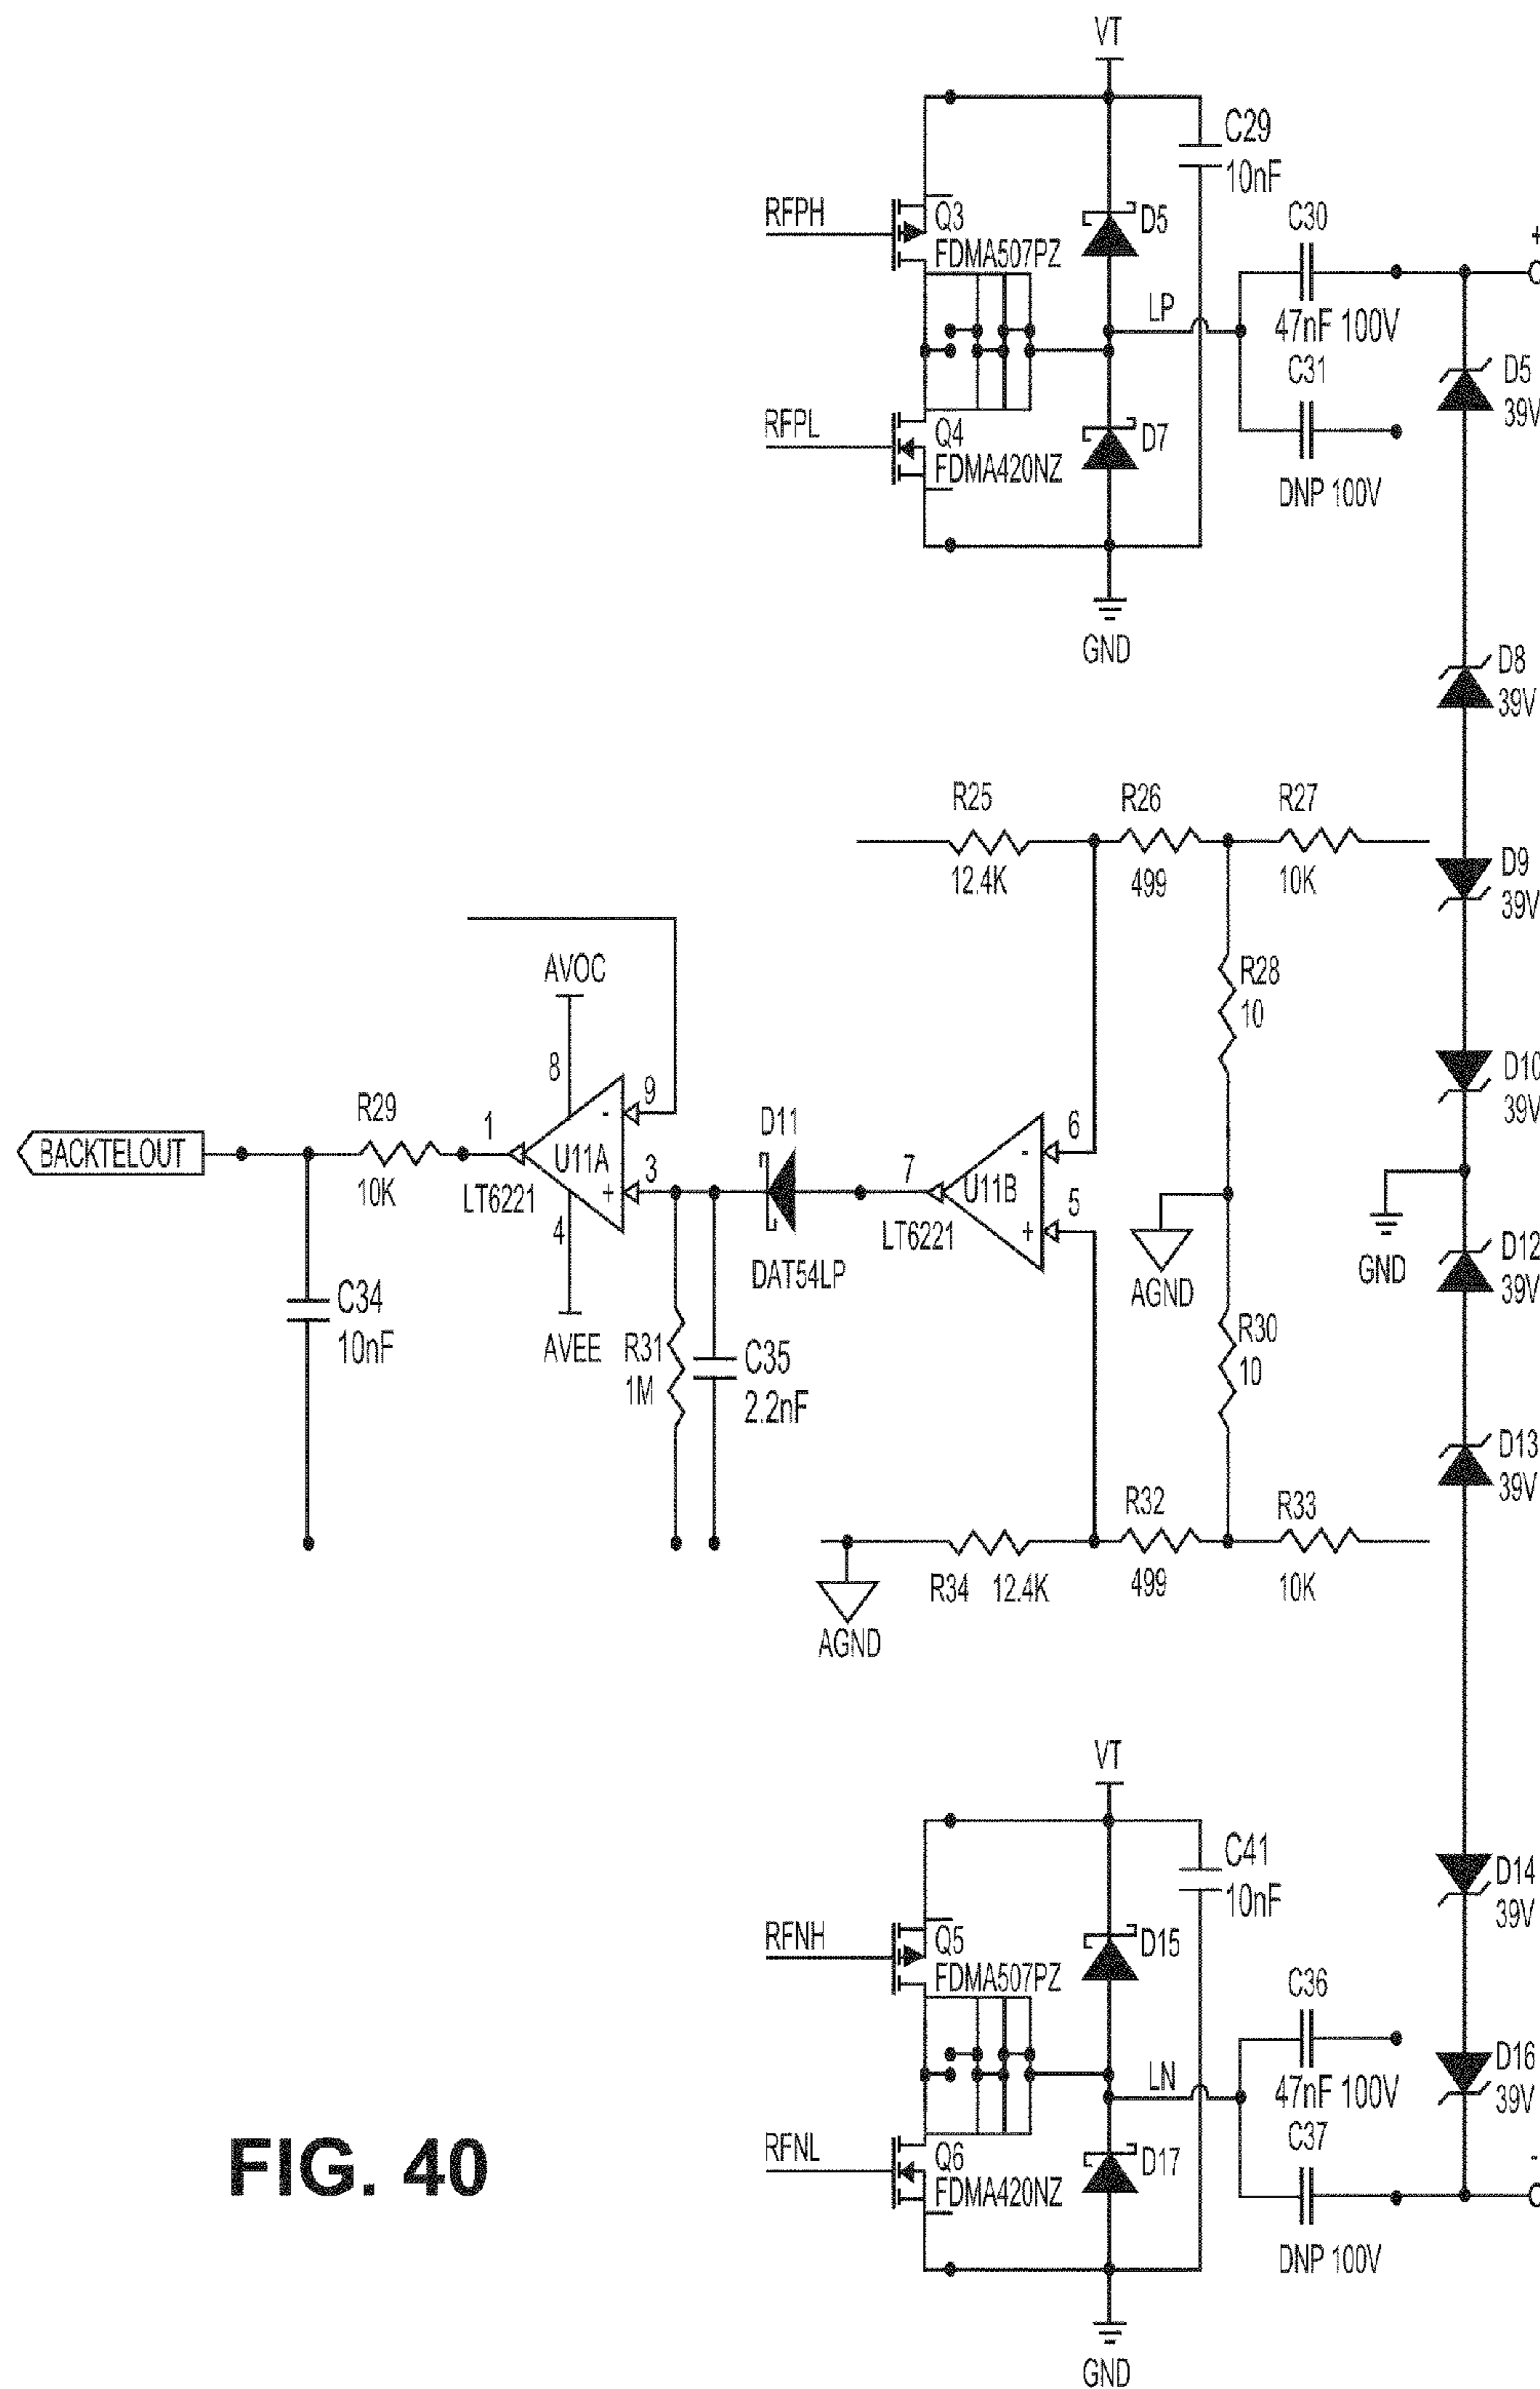 VT
C29
10nF
RFPH
Q3
FDMA507PZ
D5
C30
+
LP
47nF 100V
C31
D5
39V
RFPL
Q4
FDMA420NZ
D7
DNP 100V
GND
D8
39V
R25
R26
R27
12.4K
499
10K
D9
39V
AVOC
R28
10
8
9
D10
39V
R29
1
-
D11
6
-
BACKTELOUT
U11A
3
7
U11B
10K
LT6221
+
5
4
LT6221
+
DAT54LP
AGND
GND
D12
39V
C34
10nF
AVEE
R31
1M
C35
2.2nF
R30
10
D13
39V
R32
R33
R34
12.4K
499
10K
AGND
VT
C41
10nF
D14
39V
RFNH
Q5
FDMA507PZ
D15
C36
LN
47nF 100V
D16
39V
C37
RFNL
Q6
FDMA420NZ
D17
-
DNP 100V
GND
FIG. 40